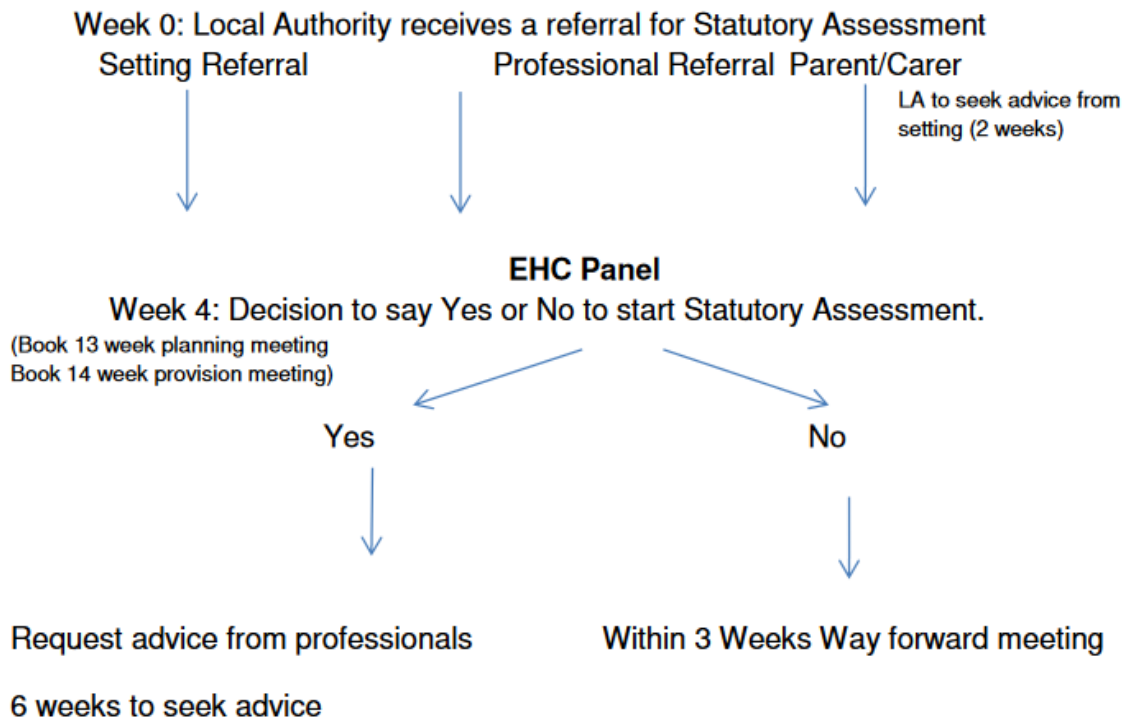 Week 0: Local Authority receives a referral for Statutory Assessment
Setting Referral Professional Referral Parent/Carer
LA to seek advice from
setting (2 weeks)
EHC Panel
Week 4: Decision to say Yes or No to start Statutory Assessment.
(Book 13 week planning meeting
Book 14 week provision meeting)
Yes No
Request advice from professionals Within 3 Weeks Way forward meeting
6 weeks to seek advice